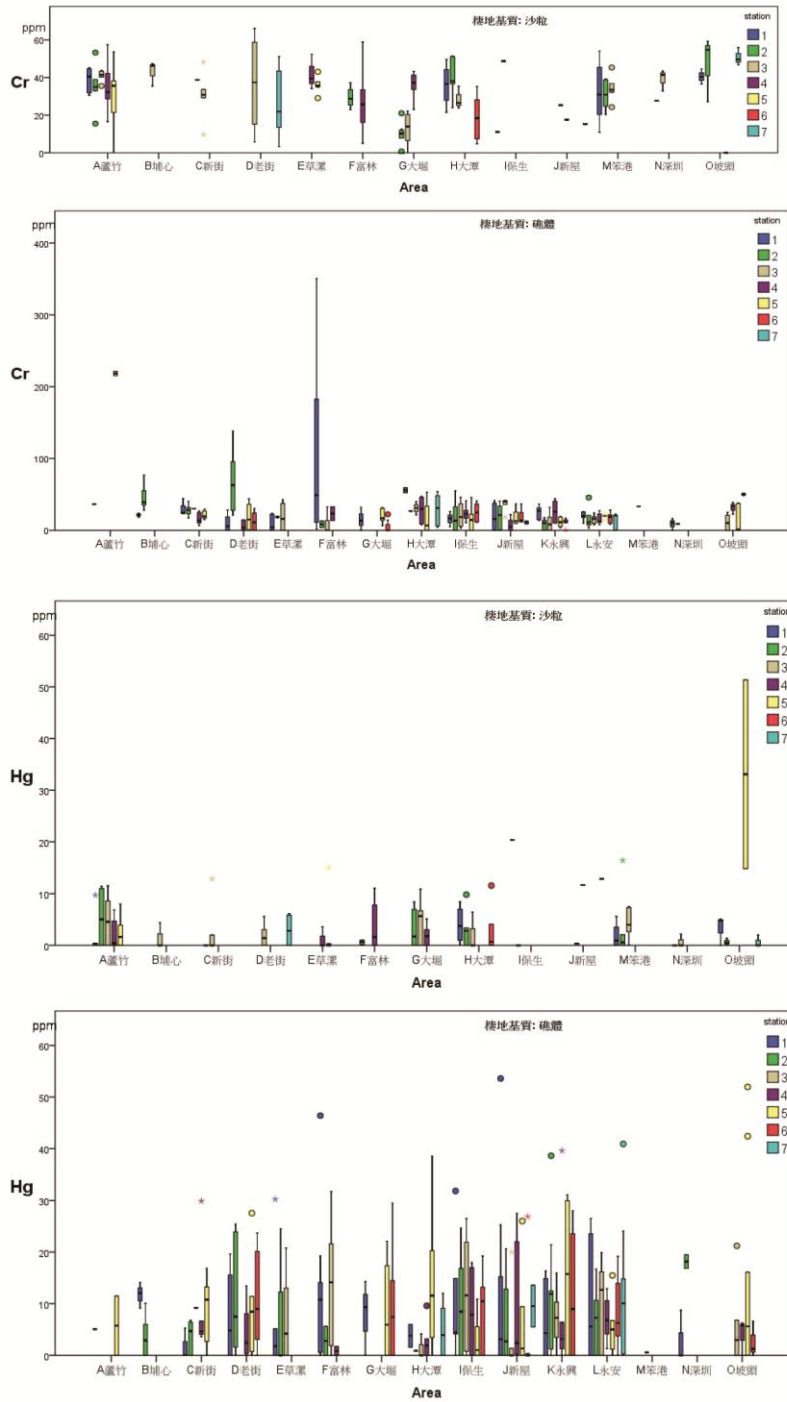 ppm
棲地基質: 沙粒
station
1
2
3
4
5
6
7
60
40
20
0
Cr
A蘆竹 B埔心 C新街 D老街 E草漯 F富林 G大堀 H大潭 I保生 J新屋 M笨港 N深圳 O坡頭
Area
ppm
棲地基質: 礁體
station
1
2
3
4
5
6
7
400
300
200
100
0
Cr
A蘆竹 B埔心 C新街 D老街 E草漯 F富林 G大堀 H大潭 I保生 J新屋 K永興 L永安 M笨港 N深圳 O坡頭
Area
ppm
棲地基質: 沙粒
station
1
2
3
4
5
6
7
60
50
40
30
20
10
0
Hg
A蘆竹 B埔心 C新街 D老街 E草漯 F富林 G大堀 H大潭 I保生 J新屋 M笨港 N深圳 O坡頭
Area
ppm
棲地基質: 礁體
station
1
2
3
4
5
6
7
60
50
40
30
20
10
0
Hg
A蘆竹 B埔心 C新街 D老街 E草漯 F富林 G大堀 H大潭 I保生 J新屋 K永興 L永安 M笨港 N深圳 O坡頭
Area